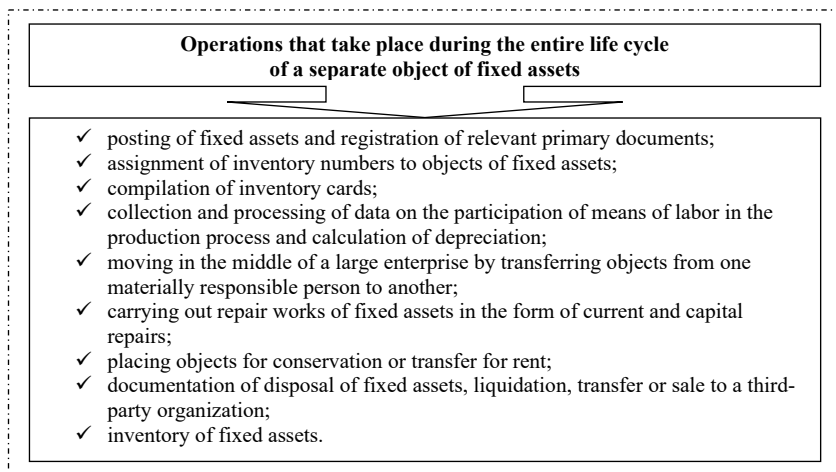 Operations that take place during the entire life cycle
of a separate object of fixed assets
✓ posting of fixed assets and registration of relevant primary documents;
✓ assignment of inventory numbers to objects of fixed assets;
✓ compilation of inventory cards;
✓ collection and processing of data on the participation of means of labor in the
production process and calculation of depreciation;
✓ moving in the middle of a large enterprise by transferring objects from one
materially responsible person to another;
✓ carrying out repair works of fixed assets in the form of current and capital
repairs;
✓ placing objects for conservation or transfer for rent;
✓ documentation of disposal of fixed assets, liquidation, transfer or sale to a third-
party organization;
✓ inventory of fixed assets.